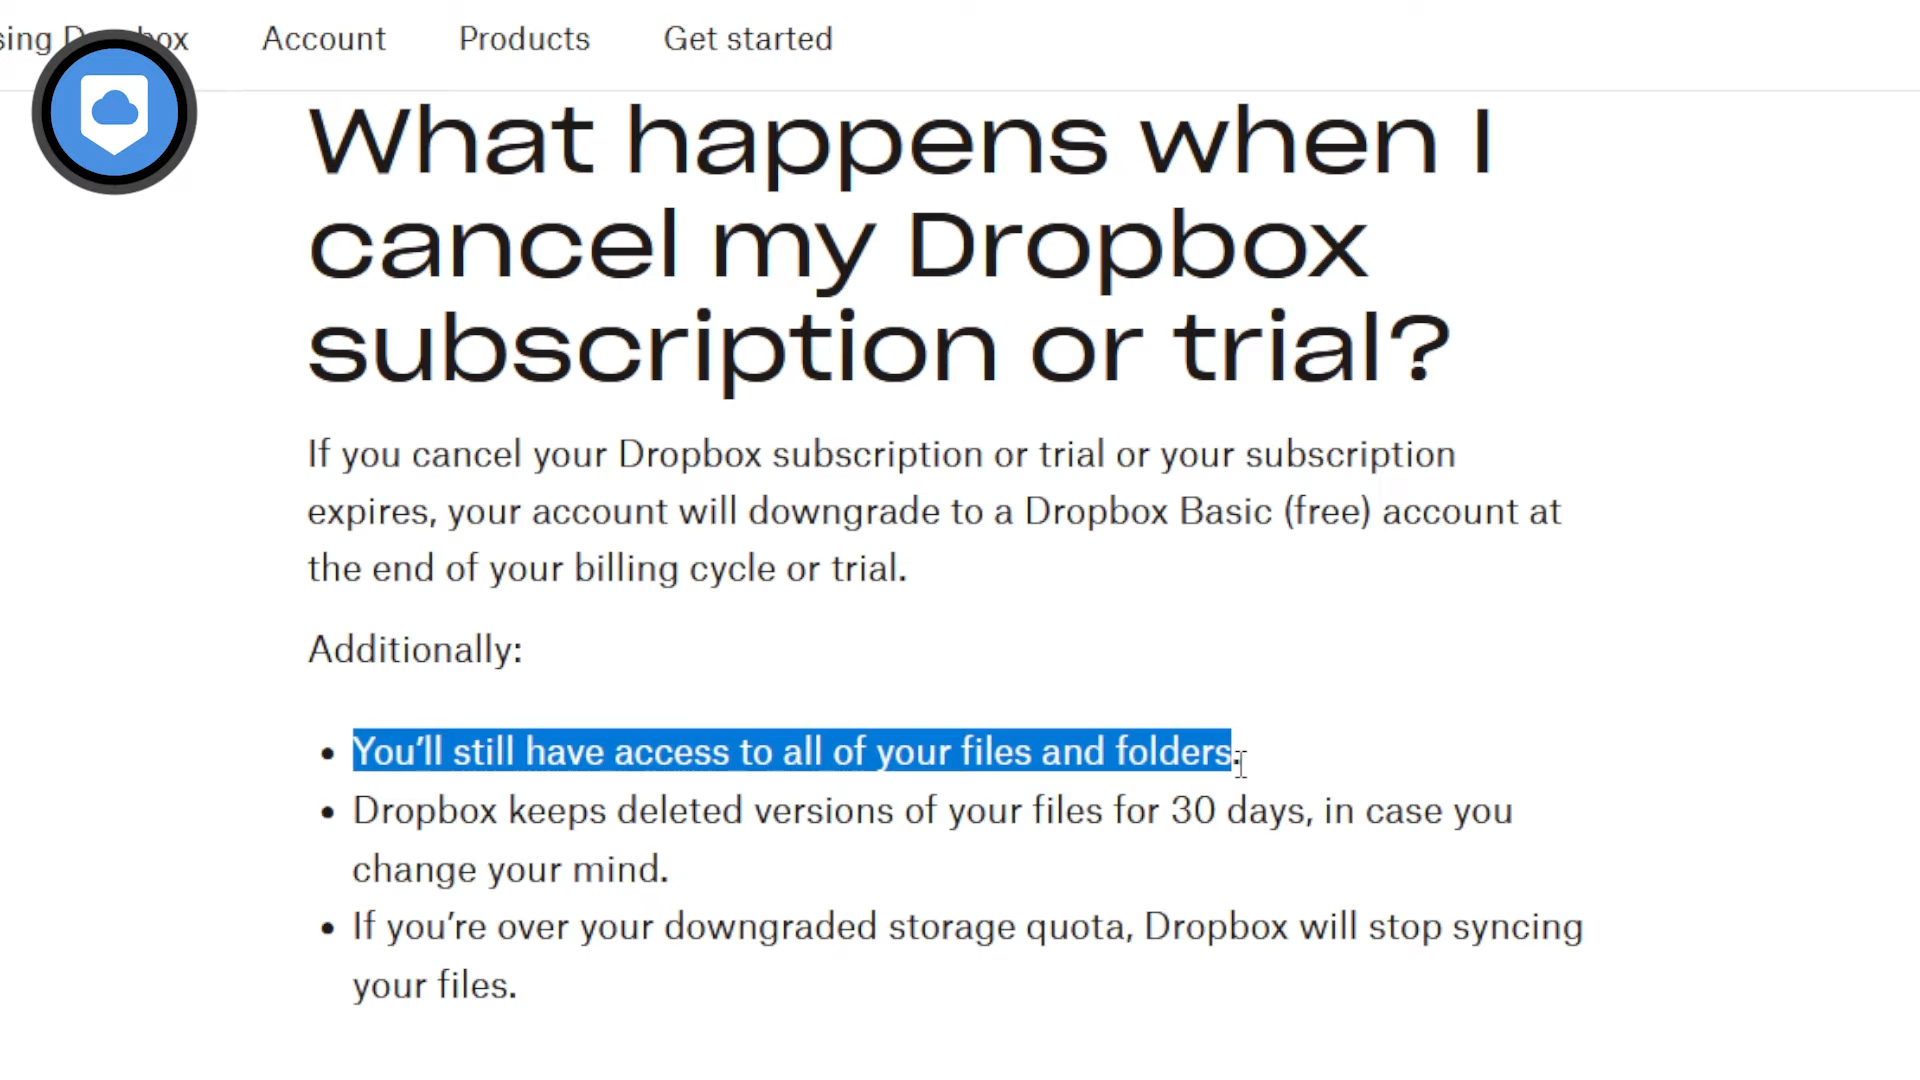 sing Dropbox Account Products Get started
What happens when I
cancel my Dropbox
subscription or trial?
If you cancel your Dropbox subscription or trial or your subscription
expires, your account will downgrade to a Dropbox Basic (free) account at
the end of your billing cycle or trial.
Additionally:
• You’ll still have access to all of your files and folders.
• Dropbox keeps deleted versions of your files for 30 days, in case you
change your mind.
• If you’re over your downgraded storage quota, Dropbox will stop syncing
your files.